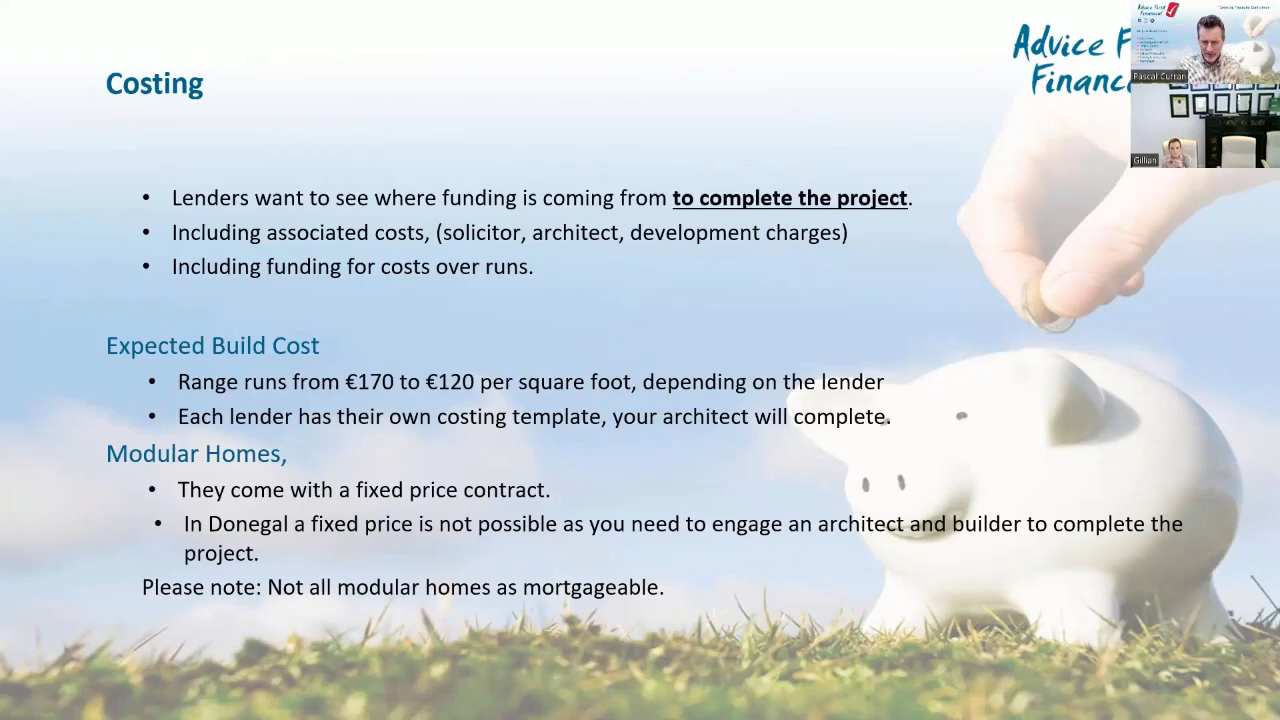 Costing
Advice F
Financ
Advice First
Financial
Pascal Curran
Gillian
• Lenders want to see where funding is coming from to complete the project.
• Including associated costs, (solicitor, architect, development charges)
• Including funding for costs over runs.
Expected Build Cost
• Range runs from €170 to €120 per square foot, depending on the lender
• Each lender has their own costing template, your architect will complete.
Modular Homes,
• They come with a fixed price contract.
• In Donegal a fixed price is not possible as you need to engage an architect and builder to complete the
project.
Please note: Not all modular homes as mortgageable.